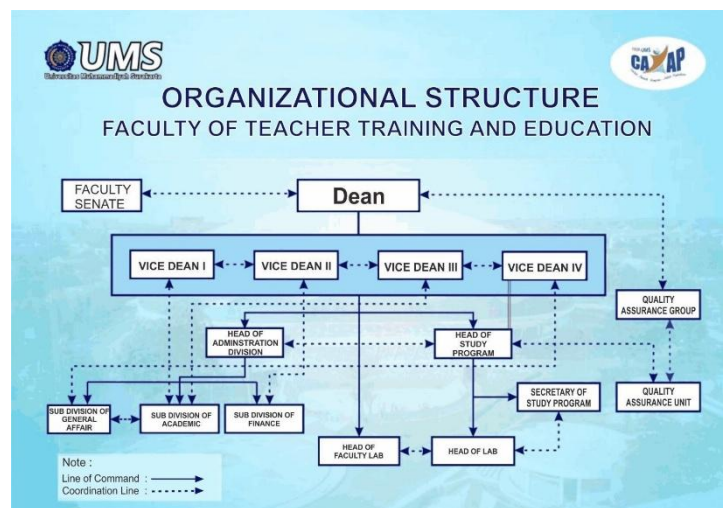 UMS
Universitas Muhammadiyah Surakarta
ORGANIZATIONAL STRUCTURE
FACULTY OF TEACHER TRAINING AND EDUCATION
FACULTY
SENATE
Dean
VICE DEAN I
VICE DEAN II
VICE DEAN III
VICE DEAN IV
QUALITY
ASSURANCE GROUP
HEAD OF
ADMINSTRATION
DIVISION
HEAD OF
STUDY
PROGRAM
SECRETARY OF
STUDY PROGRAM
QUALITY
ASSURANCE UNIT
SUB DIVISION OF
GENERAL
AFFAIR
SUB DIVISION OF
ACADEMIC
SUB DIVISION OF
FINANCE
HEAD OF
FACULTY LAB
HEAD OF LAB
Note :
Line of Command :
Coordination Line :